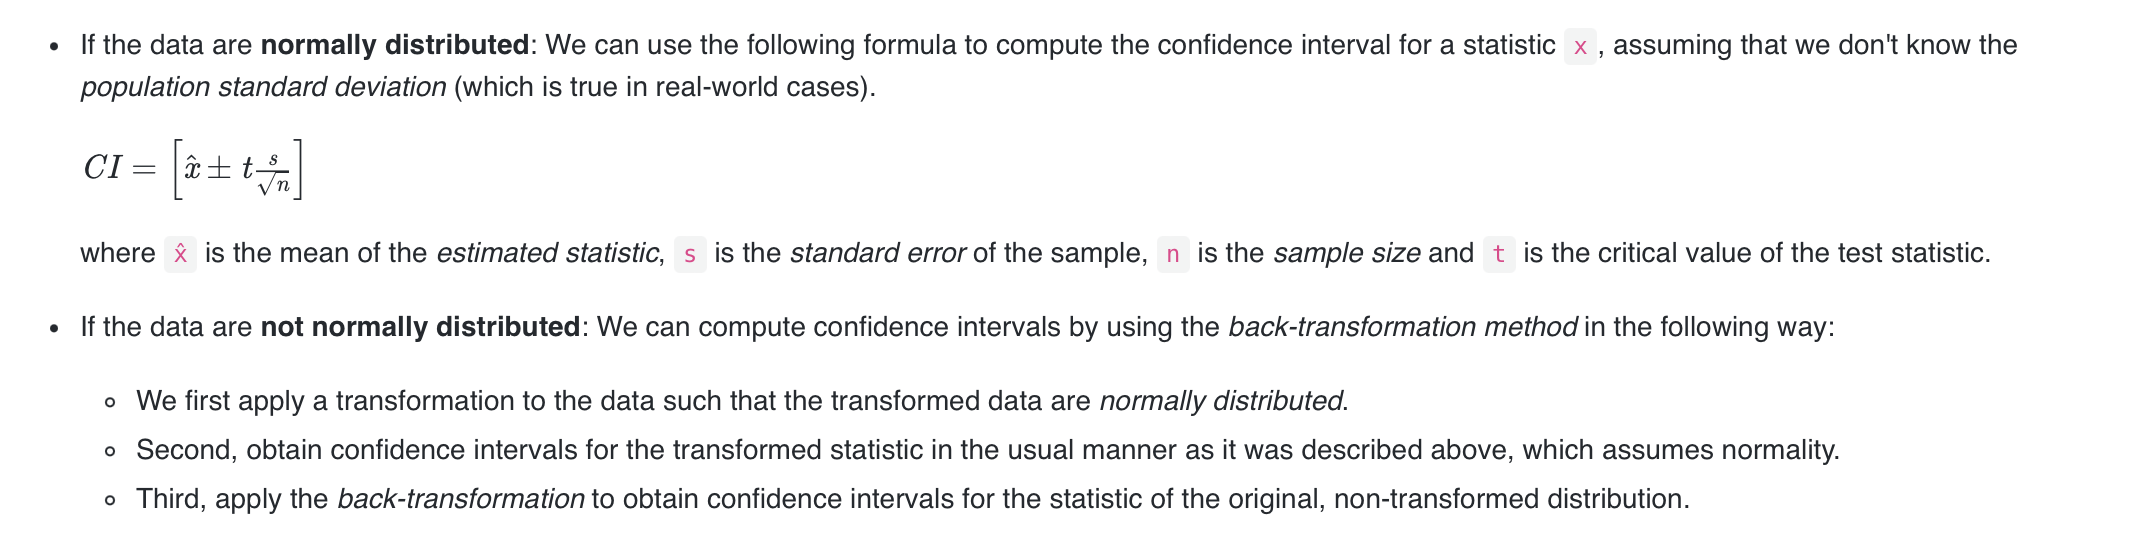 If the data are normally distributed: We can use the following formula to compute the confidence interval for a statistic x , assuming that we don't know the
population standard deviation (which is true in real-world cases).
CI = [x̂ ± t s/√n]
where x̂ is the mean of the estimated statistic, s is the standard error of the sample, n is the sample size and t is the critical value of the test statistic.
If the data are not normally distributed: We can compute confidence intervals by using the back-transformation method in the following way:
We first apply a transformation to the data such that the transformed data are normally distributed.
Second, obtain confidence intervals for the transformed statistic in the usual manner as it was described above, which assumes normality.
Third, apply the back-transformation to obtain confidence intervals for the statistic of the original, non-transformed distribution.